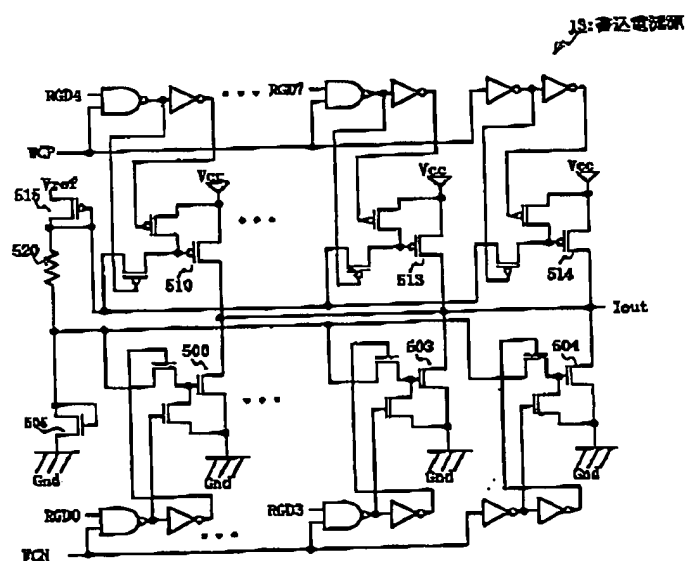 13:書込電流源
RGD4
RGD7
WCP
Vref
Vcc
Vcc
Vcc
515
520
510
513
514
Iout
500
503
504
505
Gnd
Gnd
Gnd
Gnd
RGD0
RGD3
WCN